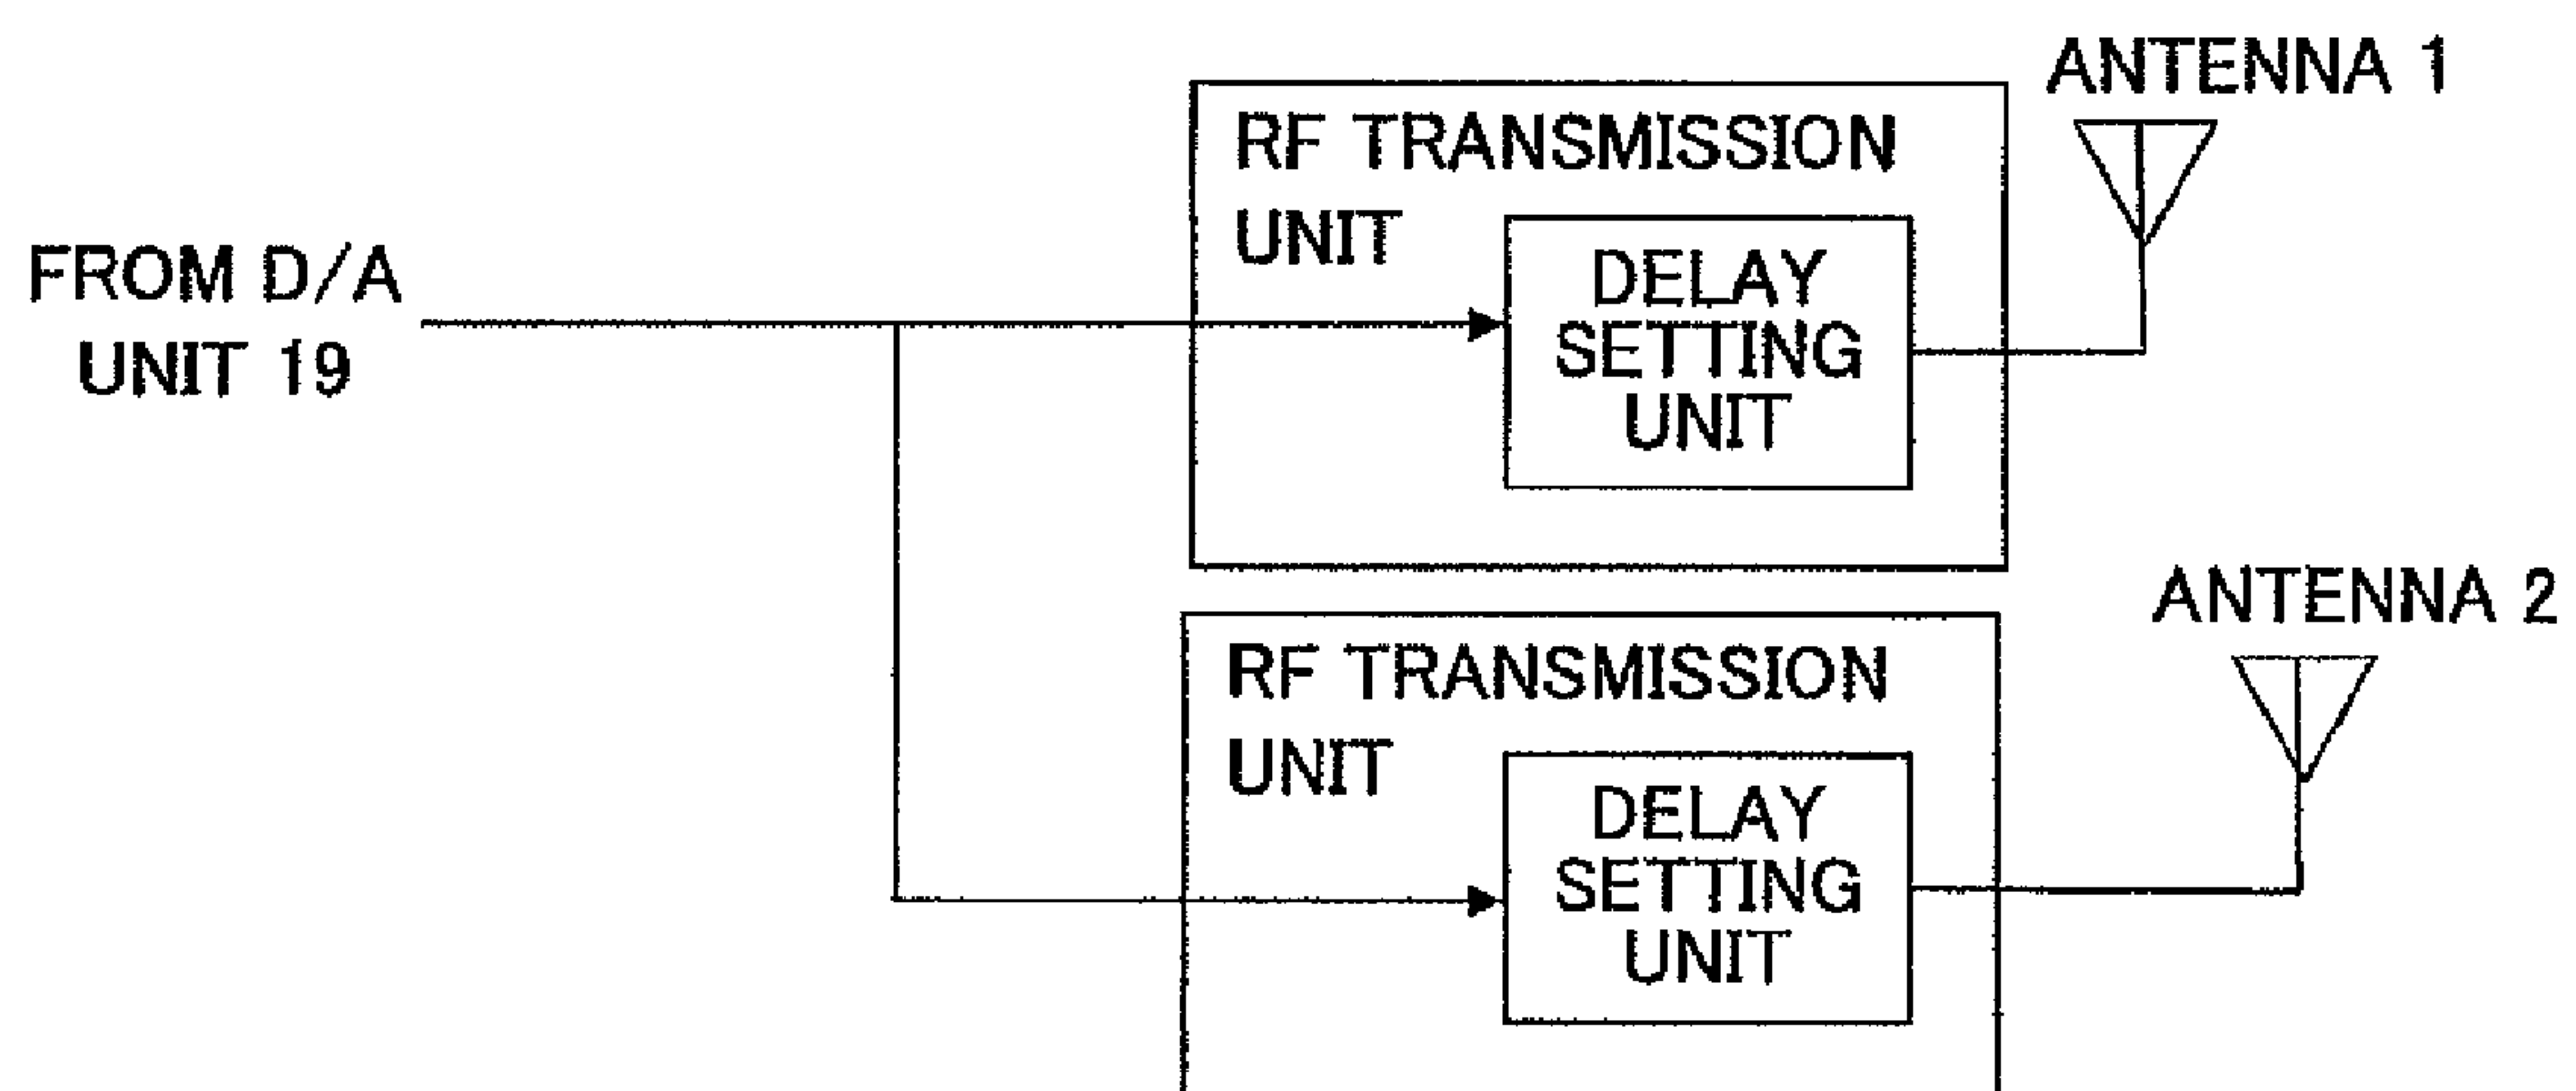 ANTENNA 1
RF TRANSMISSION
UNIT
FROM D/A
UNIT 19
DELAY
SETTING
UNIT
ANTENNA 2
RF TRANSMISSION
UNIT
DELAY
SETTING
UNIT